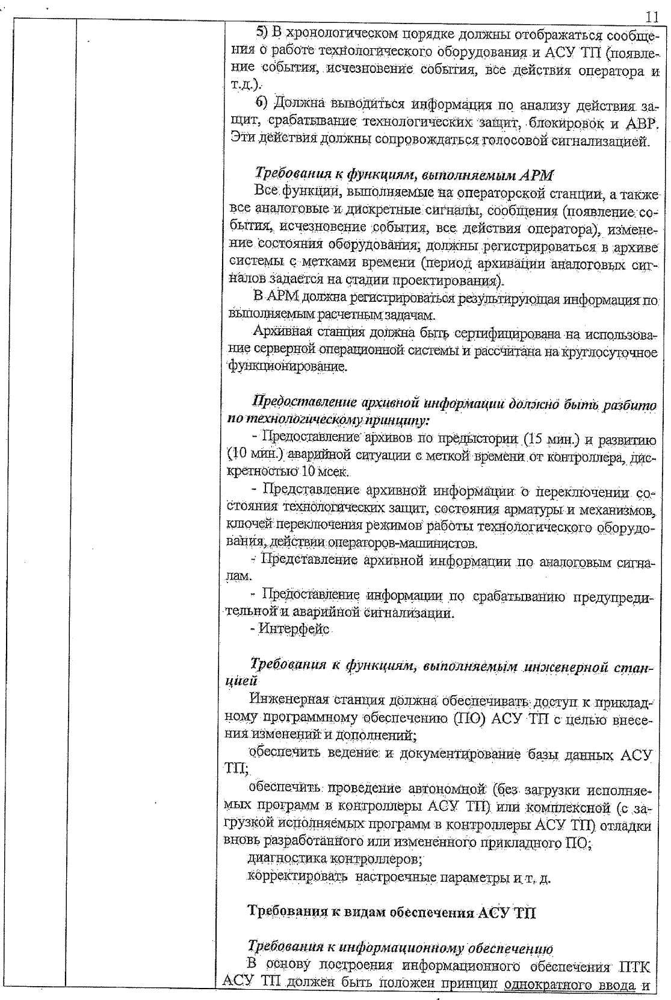 11
5) В хронологическом порядке должны отображаться сообще-
ния о работе технологического оборудования и АСУ ТП (появле-
ние события, исчезновение события, все действия оператора и
т.д.).
6) Должна выводиться информация по анализу действия за-
щит, срабатывание технологических защит, блокировок и АВР.
Эти действия должны сопровождаться голосовой сигнализацией.
Требования к функциям, выполняемым АРМ
Все функции, выполняемые на операторской станции, а также
все аналоговые и дискретные сигналы, сообщения (появление со-
бытия, исчезновение события, все действия оператора), измене-
ние состояния оборудования, должны регистрироваться в архиве
системы с метками времени (период архивации аналоговых сиг-
налов задается на стадии проектирования).
В АРМ должна регистрироваться результирующая информация по
выполняемым расчетным задачам.
Архивная станция должна быть сертифицирована на использова-
ние серверной операционной системы и рассчитана на круглосуточное
функционирование.
Предоставление архивной информации должно быть разбито
по технологическому принципу:
- Предоставление архивов по предыстории (15 мин.) и развитию
(10 мин.) аварийной ситуации с меткой времени от контроллера, дис-
кретностью 10 мсек.
- Представление архивной информации о переключении со-
стояния технологических защит, состояния арматуры и механизмов,
ключей переключения режимов работы технологического оборудо-
вания, действии операторов-машинистов.
- Представление архивной информации по аналоговым сигна-
лам.
- Предоставление информации по срабатыванию предупреди-
тельной и аварийной сигнализации.
- Интерфейс
Требования к функциям, выполняемым инженерной стан-
цией
Инженерная станция должна обеспечивать доступ к приклад-
ному программному обеспечению (ПО) АСУ ТП с целью внесе-
ния изменений и дополнений;
обеспечить ведение и документирование базы данных АСУ
ТП;
обеспечить проведение автономной (без загрузки исполняе-
мых программ в контроллеры АСУ ТП) или комплексной (с за-
грузкой исполняемых программ в контроллеры АСУ ТП) отладки
вновь разработанного или измененного прикладного ПО;
диагностика контроллеров;
корректировать настроечные параметры и т. д.
Требования к видам обеспечения АСУ ТП
Требования к информационному обеспечению
В основу построения информационного обеспечения ПТК
АСУ ТП должен быть положен принцип однократного ввода и